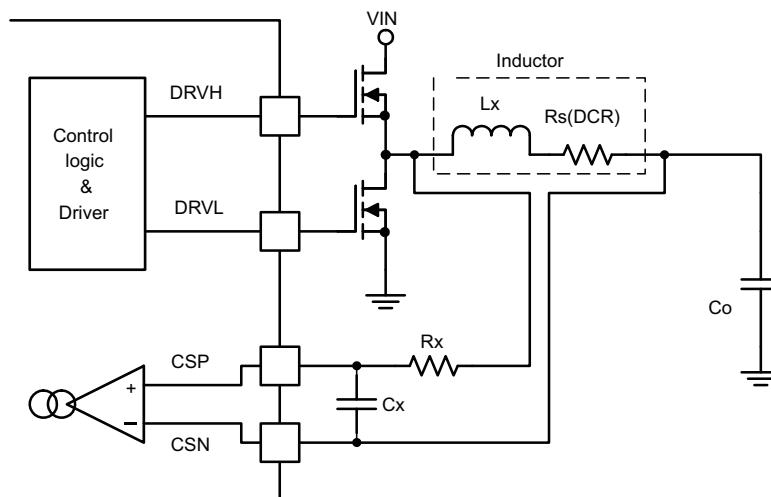 VIN
Inductor
DRVH
Lx
Rs(DCR)
Control
logic
&
Driver
DRVL
Co
Rx
CSP
+
Cx
–
CSN